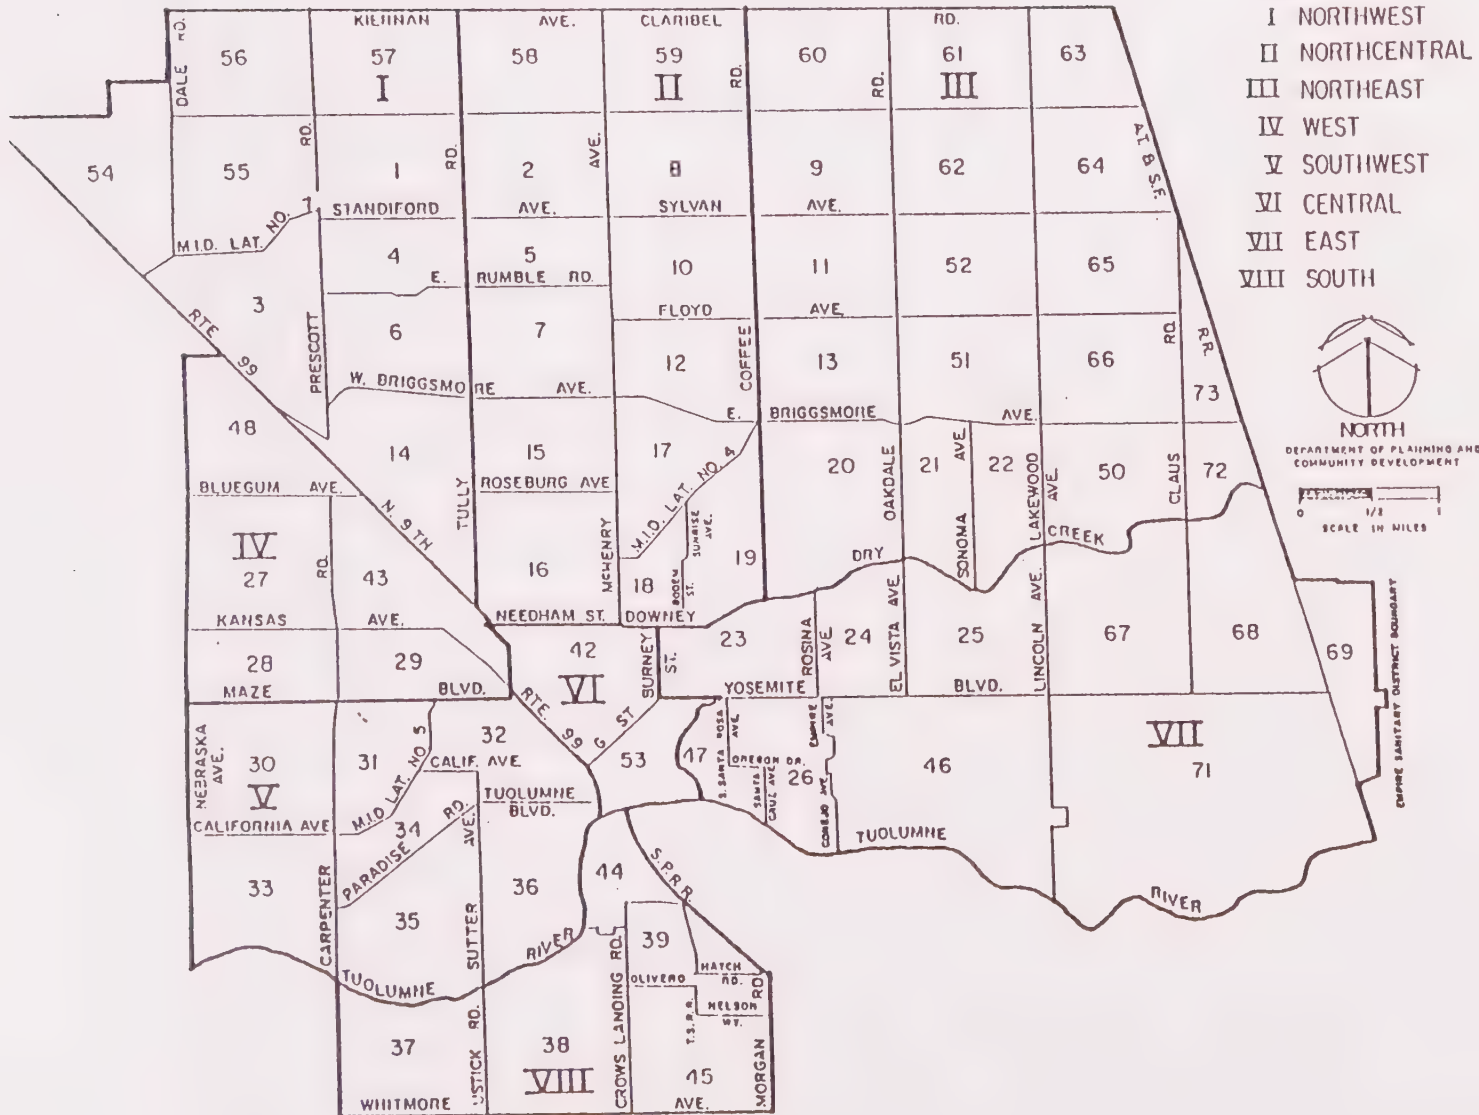 KIERNAN AVE. CLARIBEL RD.
I NORTHWEST
II NORTHCENTRAL
III NORTHEAST
IV WEST
V SOUTHWEST
VI CENTRAL
VII EAST
VIII SOUTH
DALE RD.
56 57 58 59 60 61 63
I II III
RD. RD.
54 55 1 2 8 9 62 64
RD. RD. AVE.
A.T. & S.F.
M.I.D. LAT. NO. 7
STANDIFORD AVE. SYLVAN AVE.
3 4 5 10 11 52 65
E. RUMBLE RD.
FLOYD AVE.
RTE 99
PRESCOTT
6 7 12 13 51 66 73
COFFEE
RD.
R.R.
W. BRIGGSMORE AVE.
E. BRIGGSMORE AVE.
NORTH
DEPARTMENT OF PLANNING AND
COMMUNITY DEVELOPMENT
0 1/2 1
SCALE IN MILES
48 14 15 17 20 21 22 50 72
BLUEGUM AVE.
N. 9TH
TULLY
ROSEBURG AVE
M.I.D. LAT. NO. 4
SUNRISE AVE.
OAKDALE
SONOMA AVE
LAKEWOOD AVE.
CLAUS
DRY CREEK
IV
27 43 16 18 19
RD.
McHENRY
BODEM ST.
KANSAS AVE.
NEEDHAM ST. DOWNEY
28 29 42 23 24 25 67 68 69
VI
BURNEY ST.
ROSINA AVE
EL VISTA AVE
LINCOLN AVE.
EMPIRE SANITARY DISTRICT BOUNDARY
MAZE BLVD.
YOSEMITE BLVD.
RTE. 99
G ST
NEBRASKA AVE.
30 31 32 53 47 26 46 71
V VII
M.I.D. LAT. NO 5
CALIF. AVE
S. SANTA ROSA AVE.
OREGON DR.
SANTA CRUZ AVE
EMPIRE AVE.
CONEJO AVE
CALIFORNIA AVE
TUOLUMNE BLVD.
TUOLUMNE RIVER
34
PARADISE RD.
SUTTER AVE.
33 35 36 44
CARPENTER
S.P.R.R.
TUOLUMNE RIVER
39
CROWS LANDING RD.
OLIVERO
HATCH RD.
NELSON WY.
T.S.R.R.
MORGAN RD
USTICK RD.
37 38 45
VIII
WHITMORE AVE.